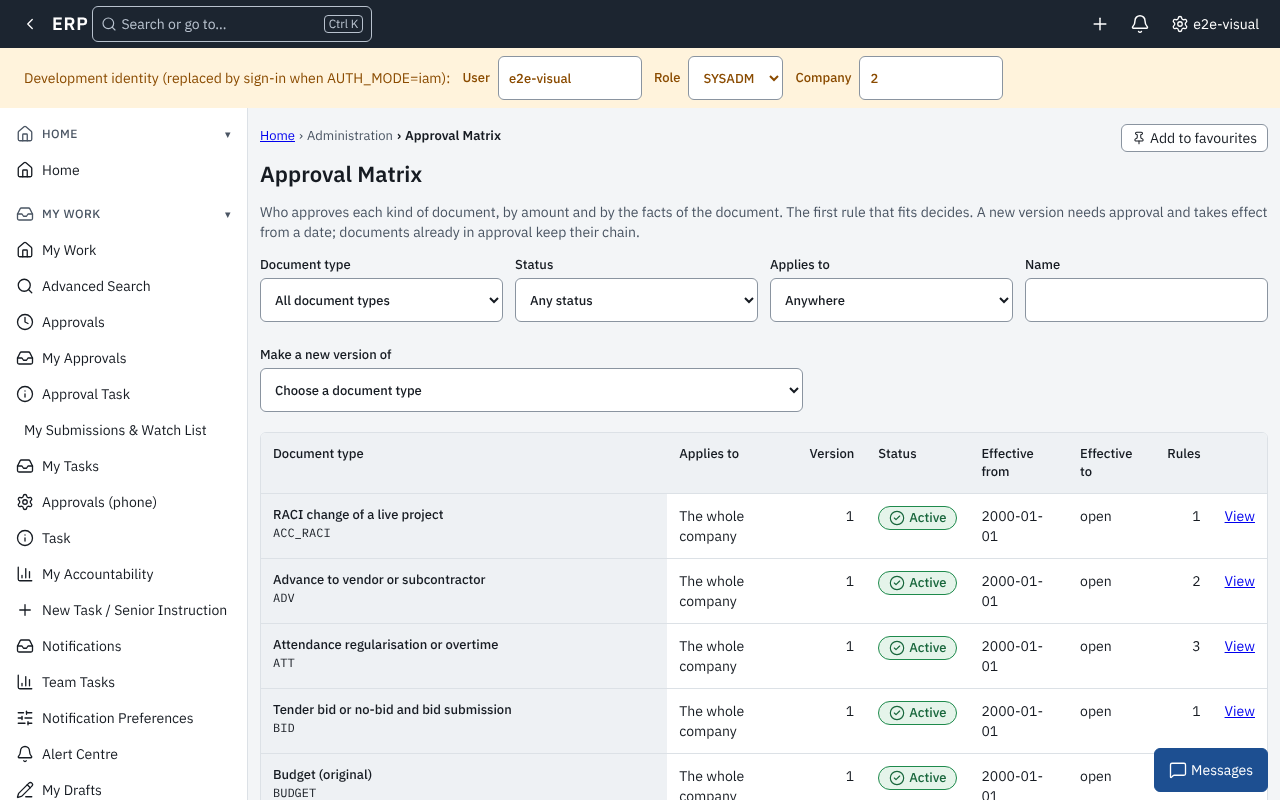 ERP
Search or go to...
Ctrl K
e2e-visual
Development identity (replaced by sign-in when AUTH_MODE=iam):
User
e2e-visual
Role
SYSADM
Company
2
HOME
Home
MY WORK
My Work
Advanced Search
Approvals
My Approvals
Approval Task
My Submissions & Watch List
My Tasks
Approvals (phone)
Task
My Accountability
New Task / Senior Instruction
Notifications
Team Tasks
Notification Preferences
Alert Centre
My Drafts
Home › Administration › Approval Matrix
Add to favourites
Approval Matrix
Who approves each kind of document, by amount and by the facts of the document. The first rule that fits decides. A new version needs approval and takes effect
from a date; documents already in approval keep their chain.
Document type
Status
Applies to
Name
All document types
Any status
Anywhere
Make a new version of
Choose a document type
Document type
Applies to
Version
Status
Effective
from
Effective
to
Rules
RACI change of a live project
ACC_RACI
The whole
company
1
Active
2000-01-
01
open
1
View
Advance to vendor or subcontractor
ADV
The whole
company
1
Active
2000-01-
01
open
2
View
Attendance regularisation or overtime
ATT
The whole
company
1
Active
2000-01-
01
open
3
View
Tender bid or no-bid and bid submission
BID
The whole
company
1
Active
2000-01-
01
open
1
View
Budget (original)
BUDGET
The whole
company
1
Active
2000-01-
01
open
Messages